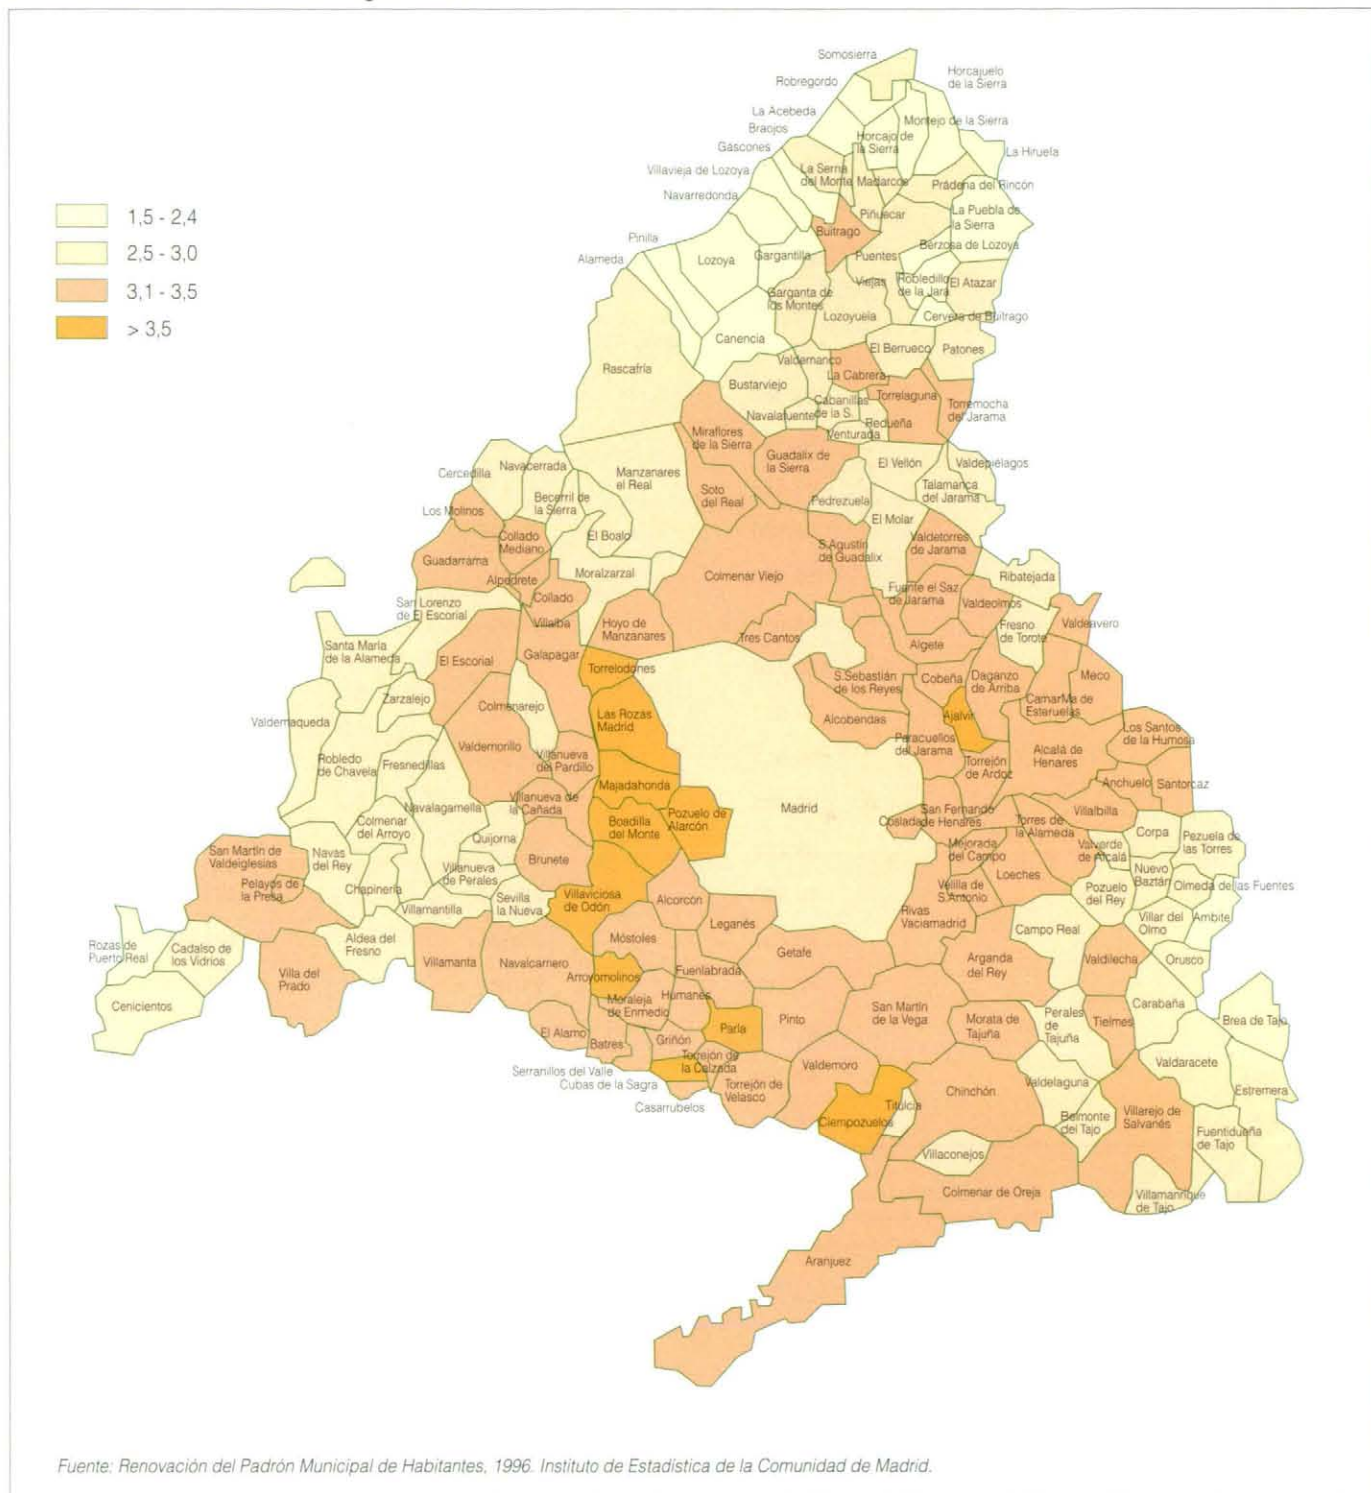 Somosierra
Horcajuelo
de la Sierra
Robregordo
La Acebeda
Montejo de la Sierra
Braojos
Horcajo de
la Sierra
Gascones
La Hiruela
Villavieja de Lozoya
La Serna
del Monte
Madarcos
Prádena del Rincón
Navarredonda
1,5 - 2,4
Piñuecar
La Puebla de
la Sierra
Buitrago
Pinilla
2,5 - 3,0
Berzosa de Lozoya
Alameda
Lozoya
Gargantilla
Puentes
Viejas
Robledillo
de la Jara
El Atazar
3,1 - 3,5
Garganta de
los Montes
Lozoyuela
Cervera de Buitrago
> 3,5
Canencia
El Berrueco
Patones
Rascafría
Valdemanco
La Cabrera
Bustarviejo
Torrelaguna
Cabanillas
de la S.
Torremocha
del Jarama
Navalafuente
Redueña
Miraflores
de la Sierra
Venturada
Guadalix de
la Sierra
El Vellón
Valdepiélagos
Cercedilla
Navacerrada
Manzanares
el Real
Talamanca
del Jarama
Becerril de
la Sierra
Soto
del Real
Pedrezuela
Los Molinos
El Molar
Collado
Mediano
El Boalo
S.Agustín
de Guadalix
Valdetorres
de Jarama
Guadarrama
Alpedrete
Moralzarzal
Colmenar Viejo
Ribatejada
Fuente el Saz
de Jarama
San Lorenzo
de El Escorial
Collado
Villalba
Valdeolmos
Hoyo de
Manzanares
Fresno
de Torote
Valdeavero
Tres Cantos
Santa María
de la Alameda
El Escorial
Galapagar
Algete
Torrelodones
S.Sebastián
de los Reyes
Cobeña
Daganzo
de Arriba
Meco
Zarzalejo
Colmenarejo
CamarMa de
Esteruelas
Valdemaqueda
Las Rozas
Madrid
Alcobendas
Ajalvir
Los Santos
de la Humosa
Valdemorillo
Paracuellos
del Jarama
Alcalá de
Henares
Robledo
de Chavela
Fresnedillas
Villanueva
del Pardillo
Torrejón
de Ardoz
Majadahonda
Anchuelo
Santorcaz
Navalagamella
Villanueva de
la Cañada
Madrid
San Fernando
de Henares
Coslada
Villalbilla
Colmenar
del Arroyo
Boadilla
del Monte
Pozuelo de
Alarcón
Torres de
la Alameda
Corpa
Pezuela de
las Torres
Quijorna
Mejorada
del Campo
Valverde
de Alcalá
San Martín de
Valdeiglesias
Navas
del Rey
Brunete
Loeches
Nuevo
Baztán
Villanueva
de Perales
Pelayos de
la Presa
Chapinería
Velilla de
S.Antonio
Pozuelo
del Rey
Olmeda de las Fuentes
Sevilla
la Nueva
Villaviciosa
de Odón
Alcorcón
Villamantilla
Rivas
Vaciamadrid
Villar del
Olmo
Ambite
Leganés
Campo Real
Rozas de
Puerto Real
Cadalso de
los Vidrios
Aldea del
Fresno
Móstoles
Getafe
Villamanta
Navalcarnero
Arganda
del Rey
Valdilecha
Orusco
Villa del
Prado
Arroyomolinos
Fuenlabrada
Cenicientos
Moraleja
de Enmedio
Humanes
San Martín
de la Vega
Carabaña
Morata de
Tajuña
Perales
de
Tajuña
Tielmes
Brea de Tajo
El Alamo
Parla
Pinto
Batres
Griñón
Torrejón de
la Calzada
Valdemoro
Valdaracete
Serranillos del Valle
Cubas de la Sagra
Torrejón de
Velasco
Chinchón
Valdelaguna
Estremera
Casarrubelos
Titulcia
Ciempozuelos
Belmonte
del Tajo
Villarejo de
Salvanés
Fuentidueña
de Tajo
Villaconejos
Colmenar de Oreja
Villamanrique
de Tajo
Aranjuez
Fuente: Renovación del Padrón Municipal de Habitantes, 1996. Instituto de Estadística de la Comunidad de Madrid.